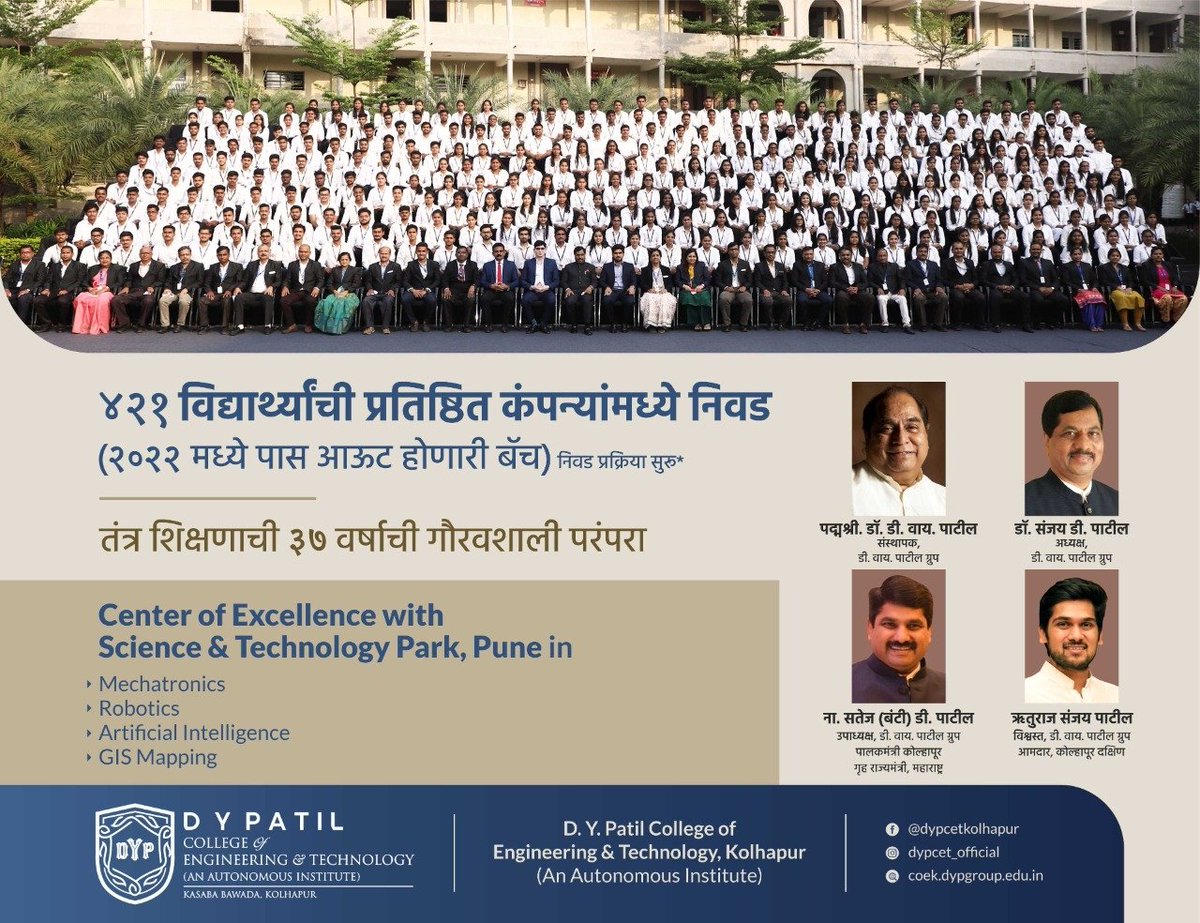 ४२१ विद्यार्थ्यांची प्रतिष्ठित कंपन्यांमध्ये निवड
(२०२२ मध्ये पास आऊट होणारी बॅच) निवड प्रक्रिया सुरु*
तंत्र शिक्षणाची ३७ वर्षाची गौरवशाली परंपरा
Center of Excellence with
Science & Technology Park, Pune in
Mechatronics
Robotics
Artificial Intelligence
GIS Mapping
पद्मश्री. डॉ. डी. वाय. पाटील
संस्थापक,
डी. वाय. पाटील ग्रुप
डॉ. संजय डी. पाटील
अध्यक्ष,
डी. वाय. पाटील ग्रुप
ना. सतेज (बंटी) डी. पाटील
उपाध्यक्ष, डी. वाय. पाटील ग्रुप
पालकमंत्री कोल्हापूर
गृह राज्यमंत्री, महाराष्ट्र
ऋतुराज संजय पाटील
विश्वस्त, डी. वाय. पाटील ग्रुप
आमदार, कोल्हापूर दक्षिण
DYP
D Y PATIL
COLLEGE of
ENGINEERING & TECHNOLOGY
(AN AUTONOMOUS INSTITUTE)
KASABA BAWADA, KOLHAPUR
D. Y. Patil College of
Engineering & Technology, Kolhapur
(An Autonomous Institute)
@dypcetkolhapur
dypcet_official
coek.dypgroup.edu.in